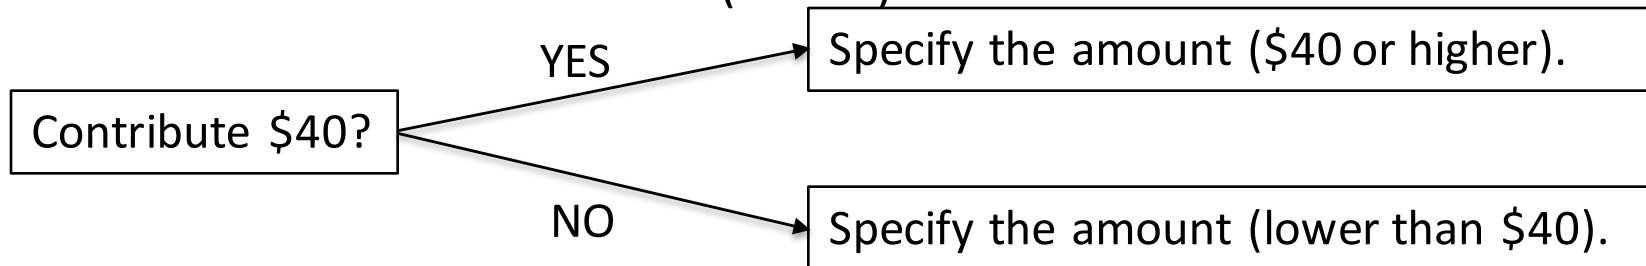 YES
Specify the amount ($40 or higher).
Contribute $40?
NO
Specify the amount (lower than $40).